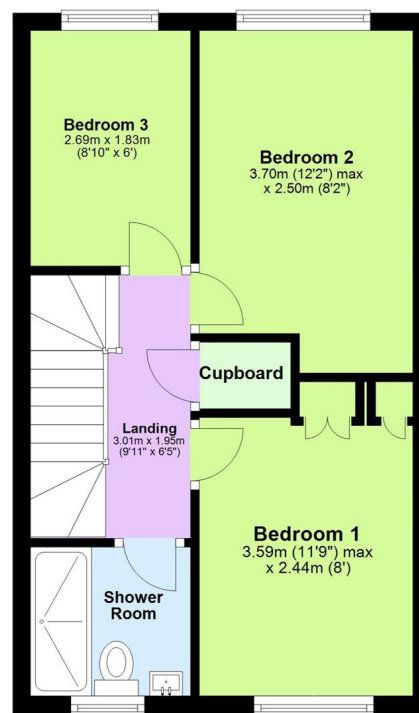 Bedroom 3
2.69m x 1.83m
(8'10" x 6')
Bedroom 2
3.70m (12'2") max
x 2.50m (8'2")
Cupboard
Landing
3.01m x 1.95m
(9'11" x 6'5")
Bedroom 1
3.59m (11'9") max
x 2.44m (8')
Shower
Room